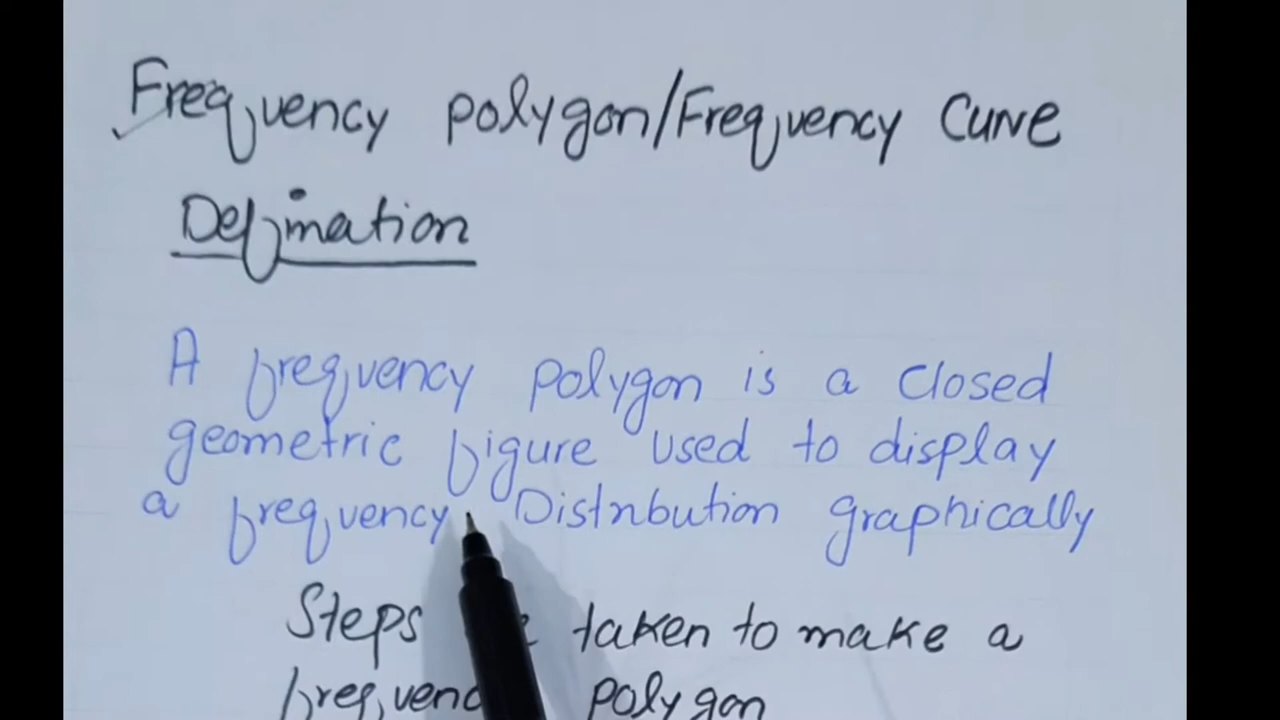 Frequency polygon/Frequency Curve
Defination
A frequency polygon is a closed
geometric figure used to display
a frequency Distribution graphically
Steps taken to make a
polygon